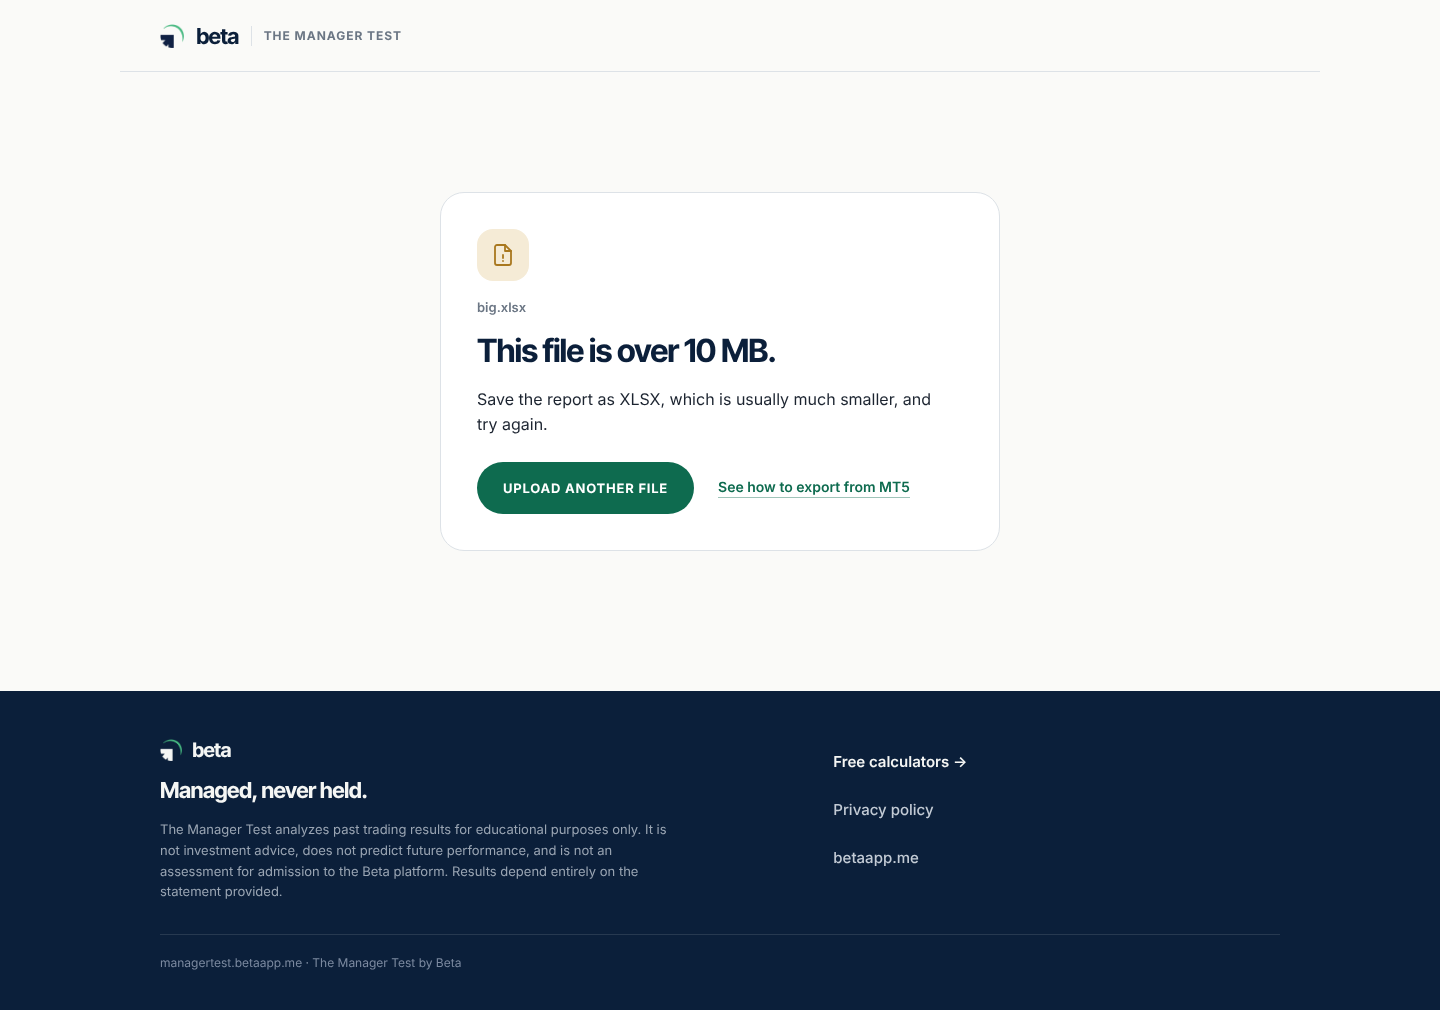 beta
THE MANAGER TEST
big.xlsx
This file is over 10 MB.
Save the report as XLSX, which is usually much smaller, and
try again.
UPLOAD ANOTHER FILE
See how to export from MT5
beta
Managed, never held.
The Manager Test analyzes past trading results for educational purposes only. It is
not investment advice, does not predict future performance, and is not an
assessment for admission to the Beta platform. Results depend entirely on the
statement provided.
Free calculators →
Privacy policy
betaapp.me
managertest.betaapp.me · The Manager Test by Beta